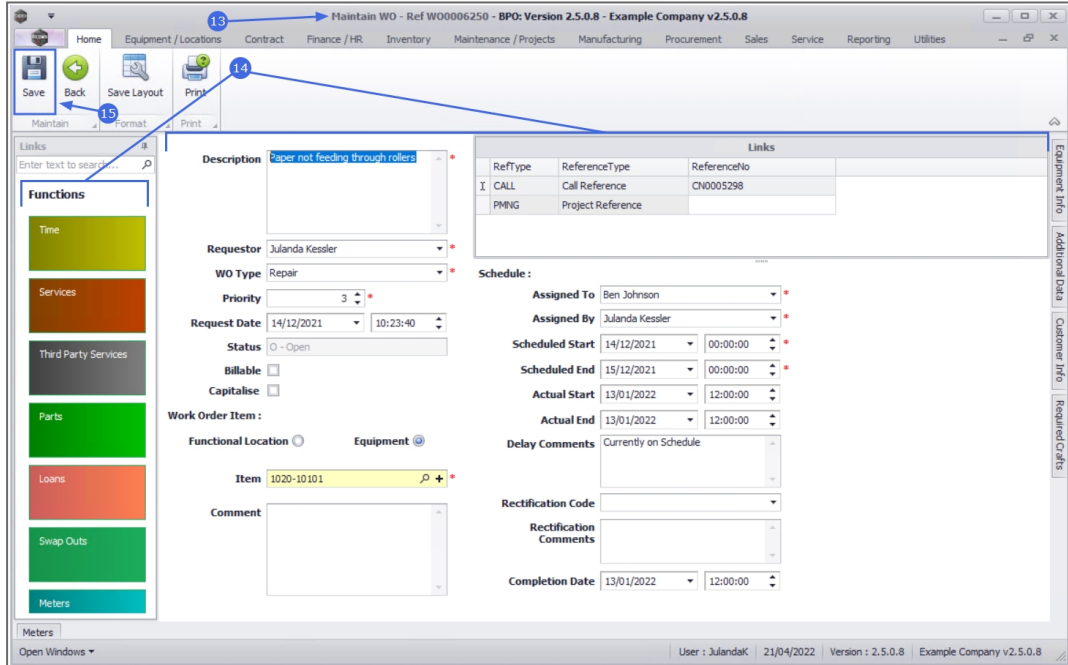 13
Maintain WO - Ref WO0006250 - BPO: Version 2.5.0.8 - Example Company v2.5.0.8
Home Equipment / Locations Contract Finance / HR Inventory Maintenance / Projects Manufacturing Procurement Sales Service Reporting Utilities
14
Save Back Save Layout Print
15
Maintain Format Print
Links
Enter text to search...
Functions
Time
Services
Third Party Services
Parts
Loans
Swap Outs
Meters
Description Paper not feeding through rollers *
Requestor Julanda Kessler *
WO Type Repair *
Priority 3 *
Request Date 14/12/2021 10:23:40
Status O - Open
Billable
Capitalise
Work Order Item :
Functional Location Equipment
Item 1020-10101 *
Comment
Links
RefType ReferenceType ReferenceNo
CALL Call Reference CN0005298
PMNG Project Reference
Schedule :
Assigned To Ben Johnson *
Assigned By Julanda Kessler *
Scheduled Start 14/12/2021 00:00:00 *
Scheduled End 15/12/2021 00:00:00 *
Actual Start 13/01/2022 12:00:00
Actual End 13/01/2022 12:00:00
Delay Comments Currently on Schedule
Rectification Code
Rectification
Comments
Completion Date 13/01/2022 12:00:00
Equipment Info
Additional Data
Customer Info
Required Crafts
Meters
Open Windows User : JulandaK 21/04/2022 Version : 2.5.0.8 Example Company v2.5.0.8